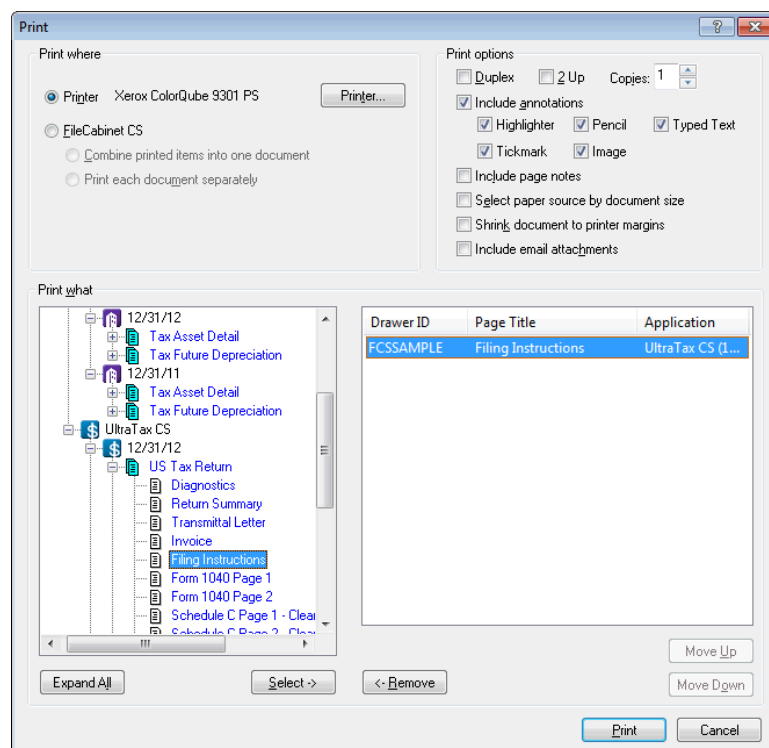 Print
Print where
Printer Xerox ColorQube 9301 PS Printer...
FileCabinet CS
Combine printed items into one document
Print each document separately
Print options
Duplex 2 Up Copies: 1
Include annotations
Highlighter Pencil Typed Text
Tickmark Image
Include page notes
Select paper source by document size
Shrink document to printer margins
Include email attachments
Print what
12/31/12
Tax Asset Detail
Tax Future Depreciation
12/31/11
Tax Asset Detail
Tax Future Depreciation
UltraTax CS
12/31/12
US Tax Return
Diagnostics
Return Summary
Transmittal Letter
Invoice
Filing Instructions
Form 1040 Page 1
Form 1040 Page 2
Schedule C Page 1 - Clear
Schedule C Page 2 - Clear
Drawer ID Page Title Application
FCSSAMPLE Filing Instructions UltraTax CS (1...
Move Up
Expand All Select -> <- Remove Move Down
Print Cancel